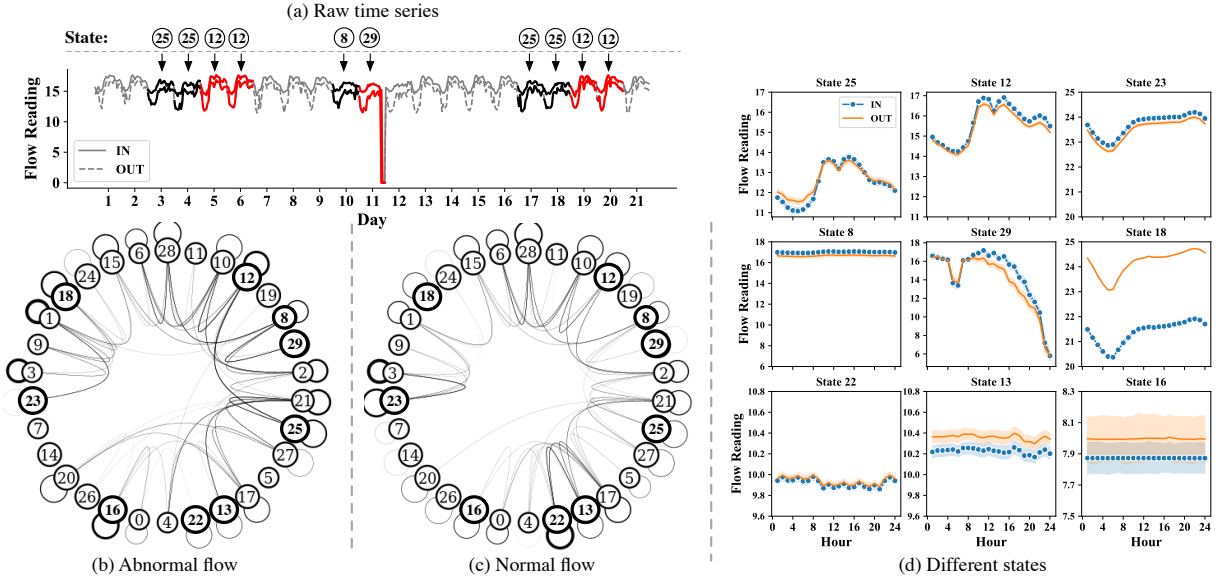 (a) Raw time series
State: 25 25 12 12 8 29 25 25 12 12
Flow Reading
15
10
5
0
IN
OUT
1 2 3 4 5 6 7 8 9 10 11 12 13 14 15 16 17 18 19 20 21
Day
28
6 11
15 10
24 12
18 19
1 8
9 29
3 2
23 21
7 25
14 27
20 5
26 17
16 13
0 4 22
(b) Abnormal flow
28
6 11
15 10
24 12
18 19
1 8
9 29
3 2
23 21
7 25
14 27
20 5
26 17
16 13
0 4 22
(c) Normal flow
State 25
Flow Reading
17
16
15
14
13
12
11
IN
OUT
State 12
17
16
15
14
13
12
11
State 23
25
24
23
22
21
20
State 8
Flow Reading
18
16
14
12
10
8
6
State 29
18
16
14
12
10
8
6
State 18
25
24
23
22
21
20
State 22
Flow Reading
10.8
10.6
10.4
10.2
10.0
9.8
9.6
0 4 8 12 16 20 24
Hour
State 13
10.8
10.6
10.4
10.2
10.0
9.8
9.6
0 4 8 12 16 20 24
Hour
State 16
8.3
8.1
7.9
7.7
7.5
0 4 8 12 16 20 24
Hour
(d) Different states